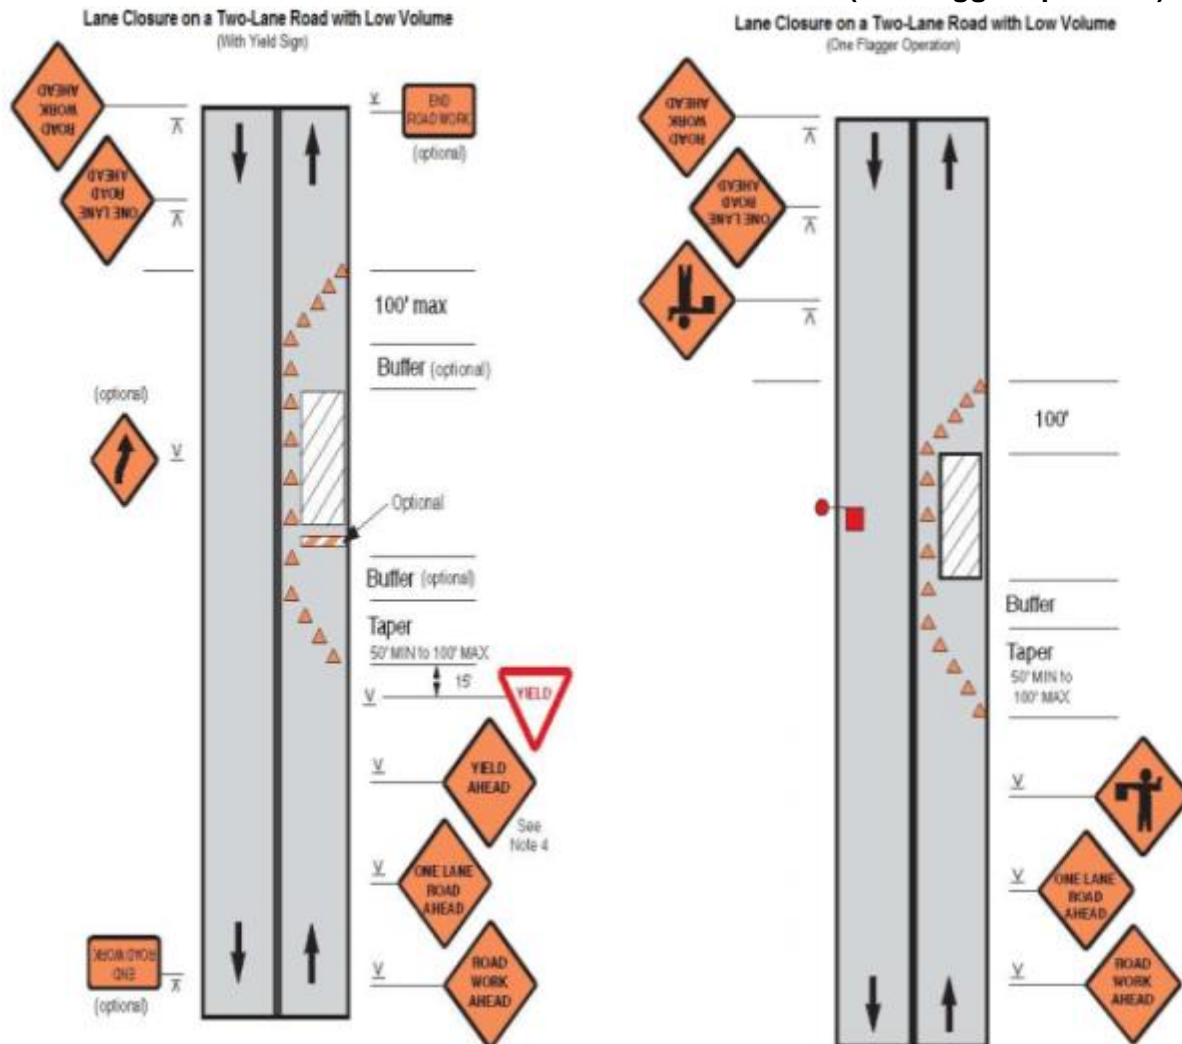 Lane Closure on a Two-Lane Road with Low Volume
(With Yield Sign)
ROAD
WORK
AHEAD
END
ROAD WORK
(optional)
ONE LANE
ROAD
AHEAD
100' max
Buffer (optional)
(optional)
Optional
Buffer (optional)
Taper
50' MIN to 100' MAX
15'
YIELD
YIELD
AHEAD
See
Note 4
ONE LANE
ROAD
AHEAD
END
ROAD WORK
(optional)
ROAD
WORK
AHEAD
Lane Closure on a Two-Lane Road with Low Volume
(One Flagger Operation)
ROAD
WORK
AHEAD
ONE LANE
ROAD
AHEAD
100'
Buffer
Taper
50' MIN to
100' MAX
ONE LANE
ROAD
AHEAD
ROAD
WORK
AHEAD